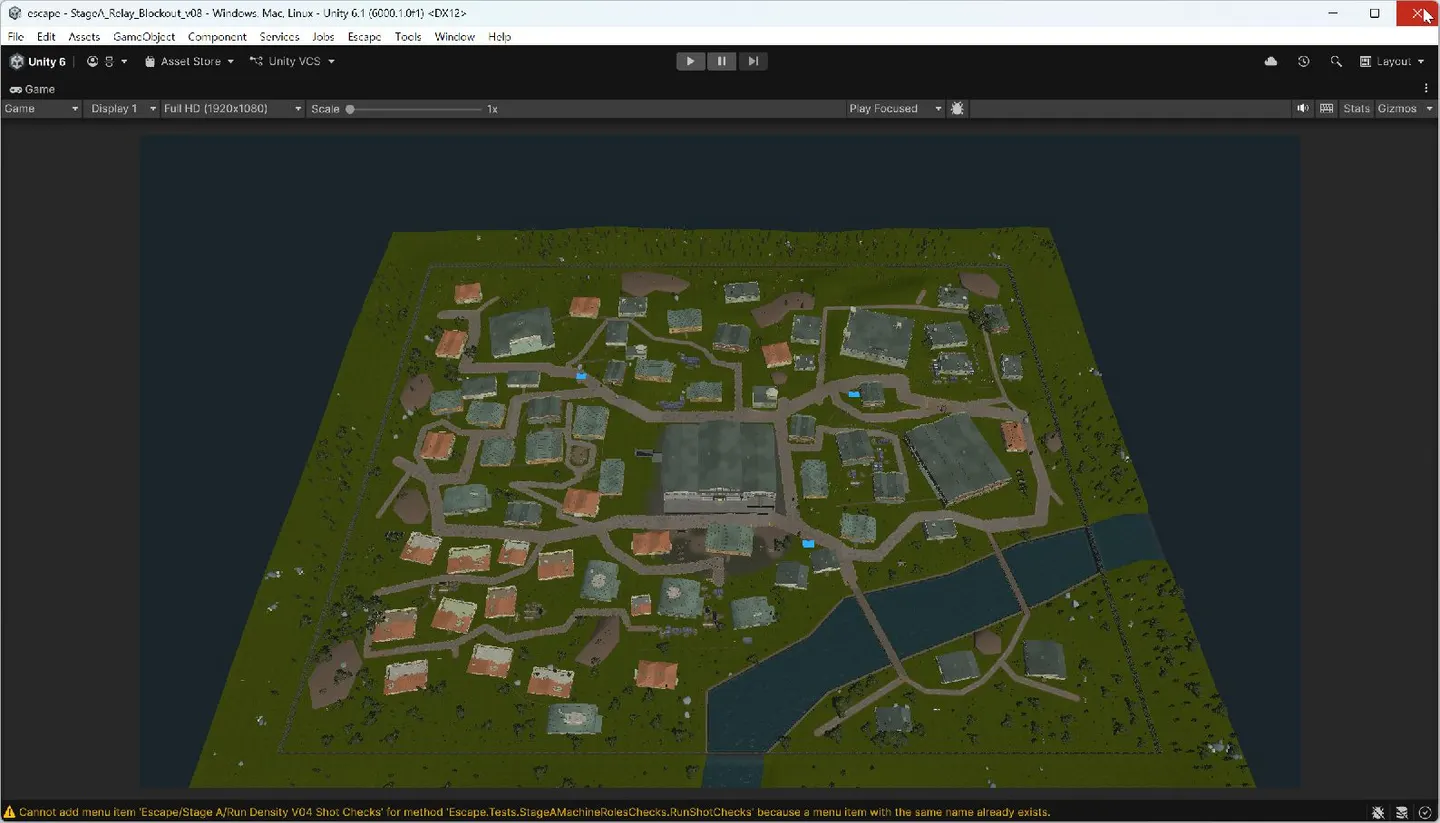 escape - StageA_Relay_Blockout_v08 - Windows, Mac, Linux - Unity 6.1 (6000.1.0f1) <DX12>
File Edit Assets GameObject Component Services Jobs Escape Tools Window Help
Unity 6 8 Asset Store Unity VCS Layout
Game
Game Display 1 Full HD (1920x1080) Scale 1x Play Focused Stats Gizmos
Cannot add menu item 'Escape/Stage A/Run Density V04 Shot Checks' for method 'Escape.Tests.StageAMachineRolesChecks.RunShotChecks' because a menu item with the same name already exists.